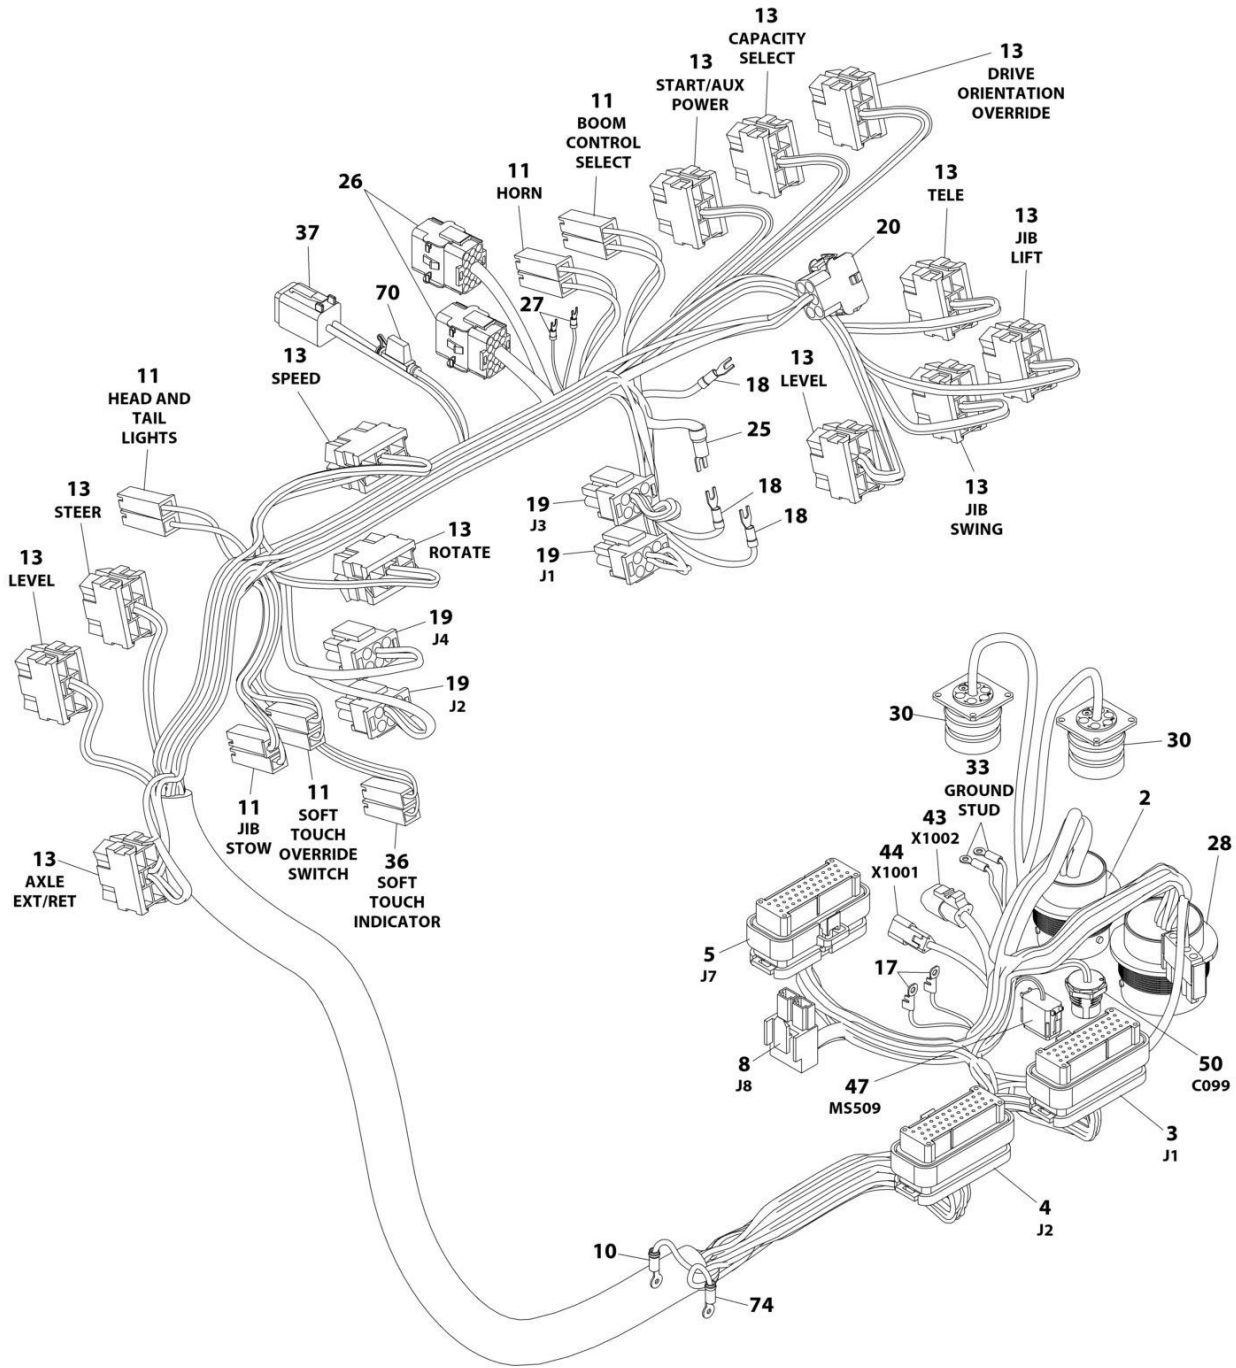 13
CAPACITY
SELECT
13
DRIVE
ORIENTATION
OVERRIDE
13
START/AUX
POWER
11
BOOM
CONTROL
SELECT
11
HORN
26
37
70
27
13
TELE
13
JIB
LIFT
20
13
SPEED
11
HEAD AND
TAIL
LIGHTS
18
13
LEVEL
25
13
STEER
19
J3
18
18
13
JIB
SWING
13
ROTATE
19
J1
13
LEVEL
19
J4
19
J2
30
30
33
GROUND
STUD
2
43
X1002
28
44
X1001
11
JIB
STOW
11
SOFT
TOUCH
OVERRIDE
SWITCH
36
SOFT
TOUCH
INDICATOR
13
AXLE
EXT/RET
5
J7
17
8
J8
47
MS509
50
C099
3
J1
4
J2
10
74